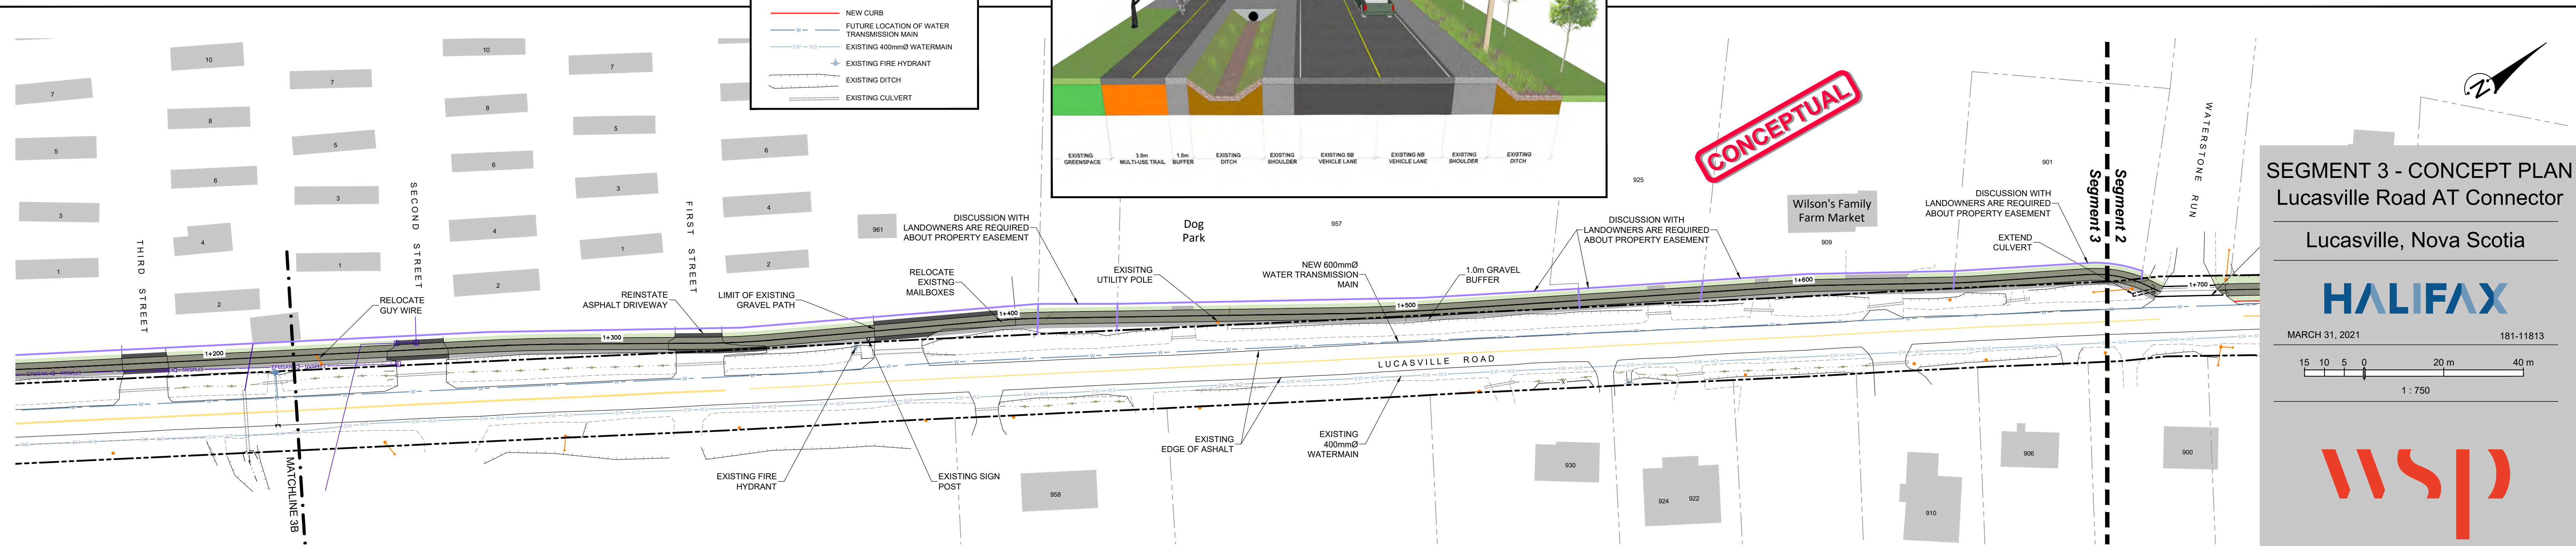 NEW CURB
FUTURE LOCATION OF WATER
TRANSMISSION MAIN
EXISTING 400mmØ WATERMAIN
EXISTING FIRE HYDRANT
EXISTING DITCH
EXISTING CULVERT
W
EW
EXISTING
GREENSPACE
3.0m
MULTI-USE TRAIL
1.0m
BUFFER
EXISTING
DITCH
EXISTING
SHOULDER
EXISTING SB
VEHICLE LANE
EXISTING NB
VEHICLE LANE
EXISTING
SHOULDER
EXISTING
DITCH
CONCEPTUAL
7
5
3
1
10
8
6
4
2
7
5
3
1
10
8
6
4
2
7
5
3
1
6
4
2
961
THIRD STREET
SECOND STREET
FIRST STREET
RELOCATE
GUY WIRE
REINSTATE
ASPHALT DRIVEWAY
LIMIT OF EXISTING
GRAVEL PATH
RELOCATE
EXISTNG
MAILBOXES
DISCUSSION WITH
LANDOWNERS ARE REQUIRED
ABOUT PROPERTY EASEMENT
Dog
Park
957
EXISITNG
UTILITY POLE
NEW 600mmØ
WATER TRANSMISSION
MAIN
1.0m GRAVEL
BUFFER
DISCUSSION WITH
LANDOWNERS ARE REQUIRED
ABOUT PROPERTY EASEMENT
925
Wilson's Family
Farm Market
909
901
DISCUSSION WITH
LANDOWNERS ARE REQUIRED
ABOUT PROPERTY EASEMENT
EXTEND
CULVERT
Segment 3
Segment 2
WATERSTONE RUN
N
1+200
1+300
1+400
1+500
1+600
1+700
LUCASVILLE ROAD
MATCHLINE 3B
EXISTING FIRE
HYDRANT
EXISTING SIGN
POST
EXISTING
EDGE OF ASHALT
EXISTING
400mmØ
WATERMAIN
958
930
924
922
910
906
900
SEGMENT 3 - CONCEPT PLAN
Lucasville Road AT Connector
Lucasville, Nova Scotia
HALIFAX
MARCH 31, 2021
181-11813
15 10 5 0 20 m 40 m
1 : 750
wsp